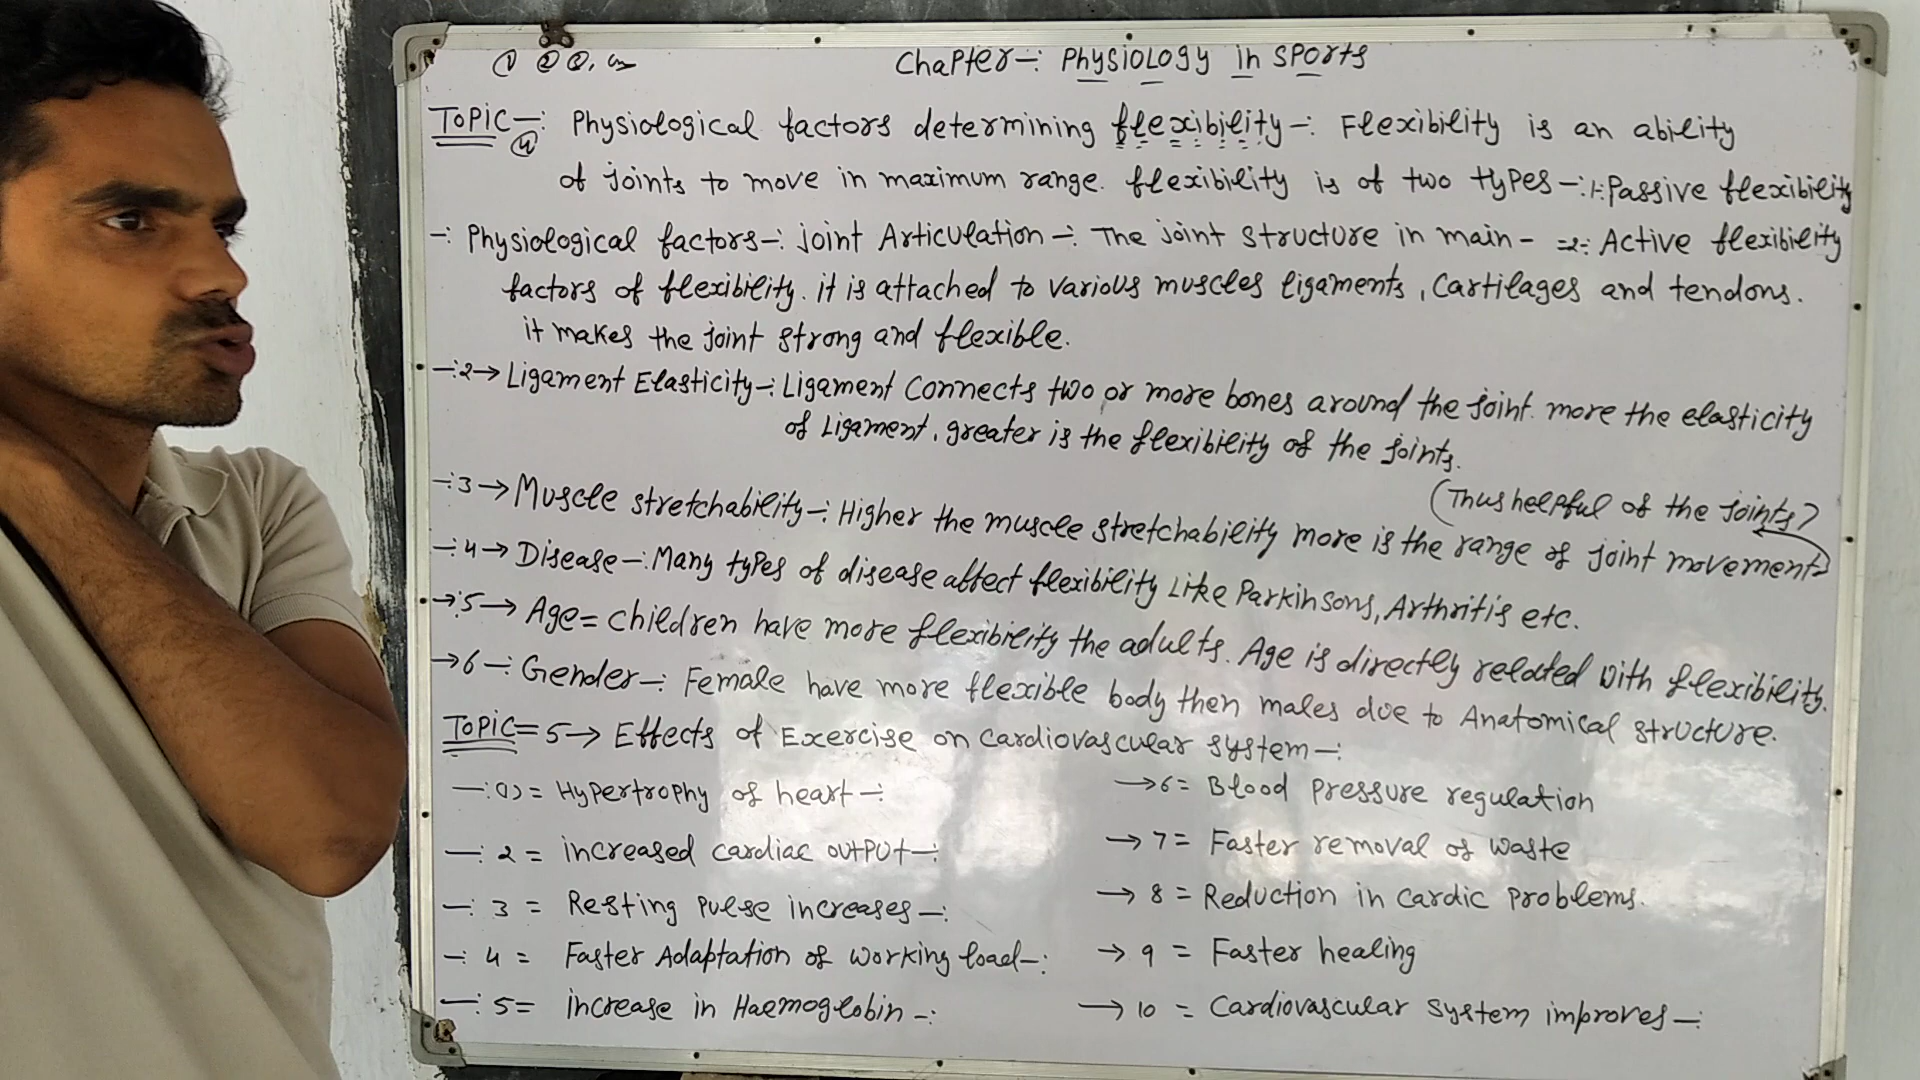 ① ② ③,
Chapter-: Physiology in Sports
Topic-: Physiological factors determining flexibility-: Flexibility is an ability
④
of joints to move in maximum range. flexibility is of two types-: 1-: Passive flexibility
-: Physiological factors-: joint Articulation-: The joint structure in main - =2-: Active flexibility
factors of flexibility. it is attached to various muscles ligaments, Cartilages and tendons.
it makes the joint strong and flexible.
-:2→ Ligament Elasticity-: Ligament Connects two or more bones around the joint. more the elasticity
of Ligament, greater is the flexibility of the joints.
(Thus heelpful of the joints)
-:3→ Muscle stretchability-: Higher the muscle stretchability more is the range of joint movement
-:4→ Disease-: Many types of disease affect flexibility Like Parkinsons, Arthritis etc.
→:5→ Age= children have more flexibility the adults. Age is directly related with flexibility.
→6-: Gender-: Female have more flexible body then males due to Anatomical structure.
Topic=5→ Effects of Exercise on cardiovascular system-:
-:(1)= Hypertrophy of heart-:
-: 2 = increased cardiac output-:
-: 3 = Resting pulse increases-:
-: 4 = Faster Adaptation of working load-:
-: 5= increase in Haemoglobin-:
→6= Blood pressure regulation
→7= Faster removal of waste
→8= Reduction in cardic problems.
→9 = Faster healing
→10 = Cardiovascular system improves-: